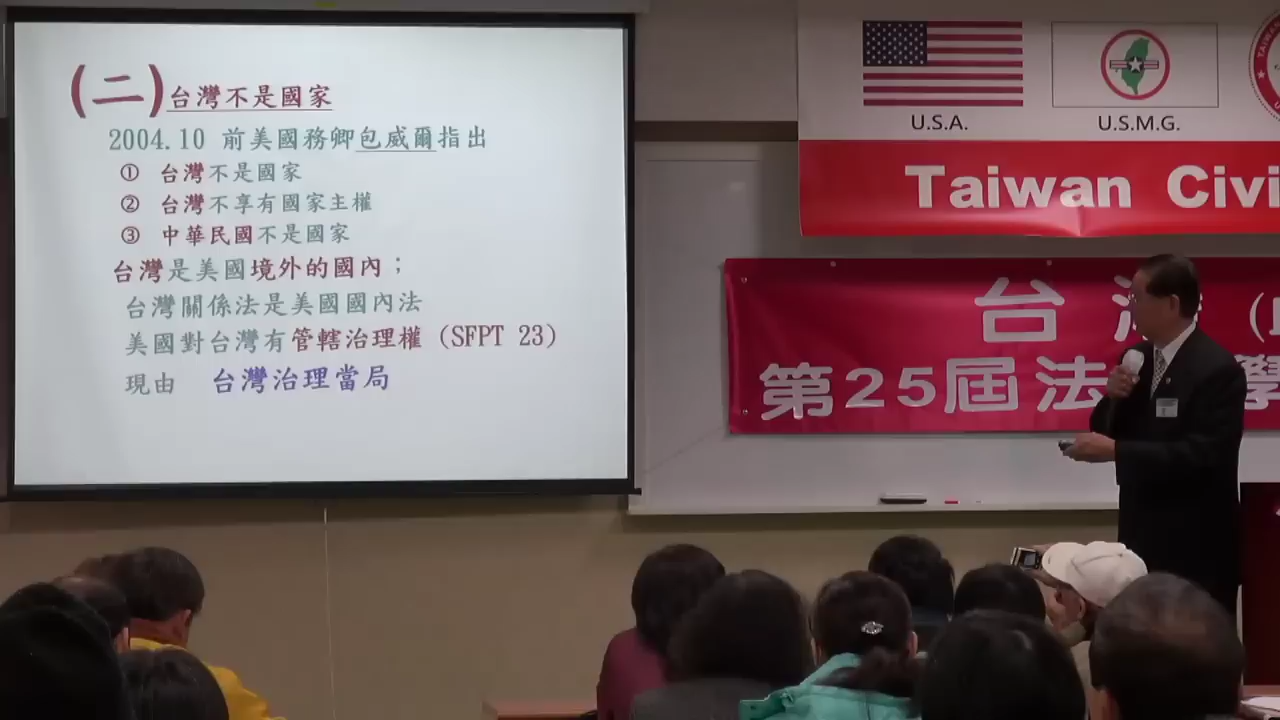 (二)台灣不是國家
2004.10 前美國務卿包威爾指出
① 台灣不是國家
② 台灣不享有國家主權
③ 中華民國不是國家
台灣是美國境外的國內；
台灣關係法是美國國內法
美國對台灣有管轄治理權 (SFPT 23)
現由 台灣治理當局
U.S.A.
U.S.M.G.
Taiwan Civi
台
第25屆法